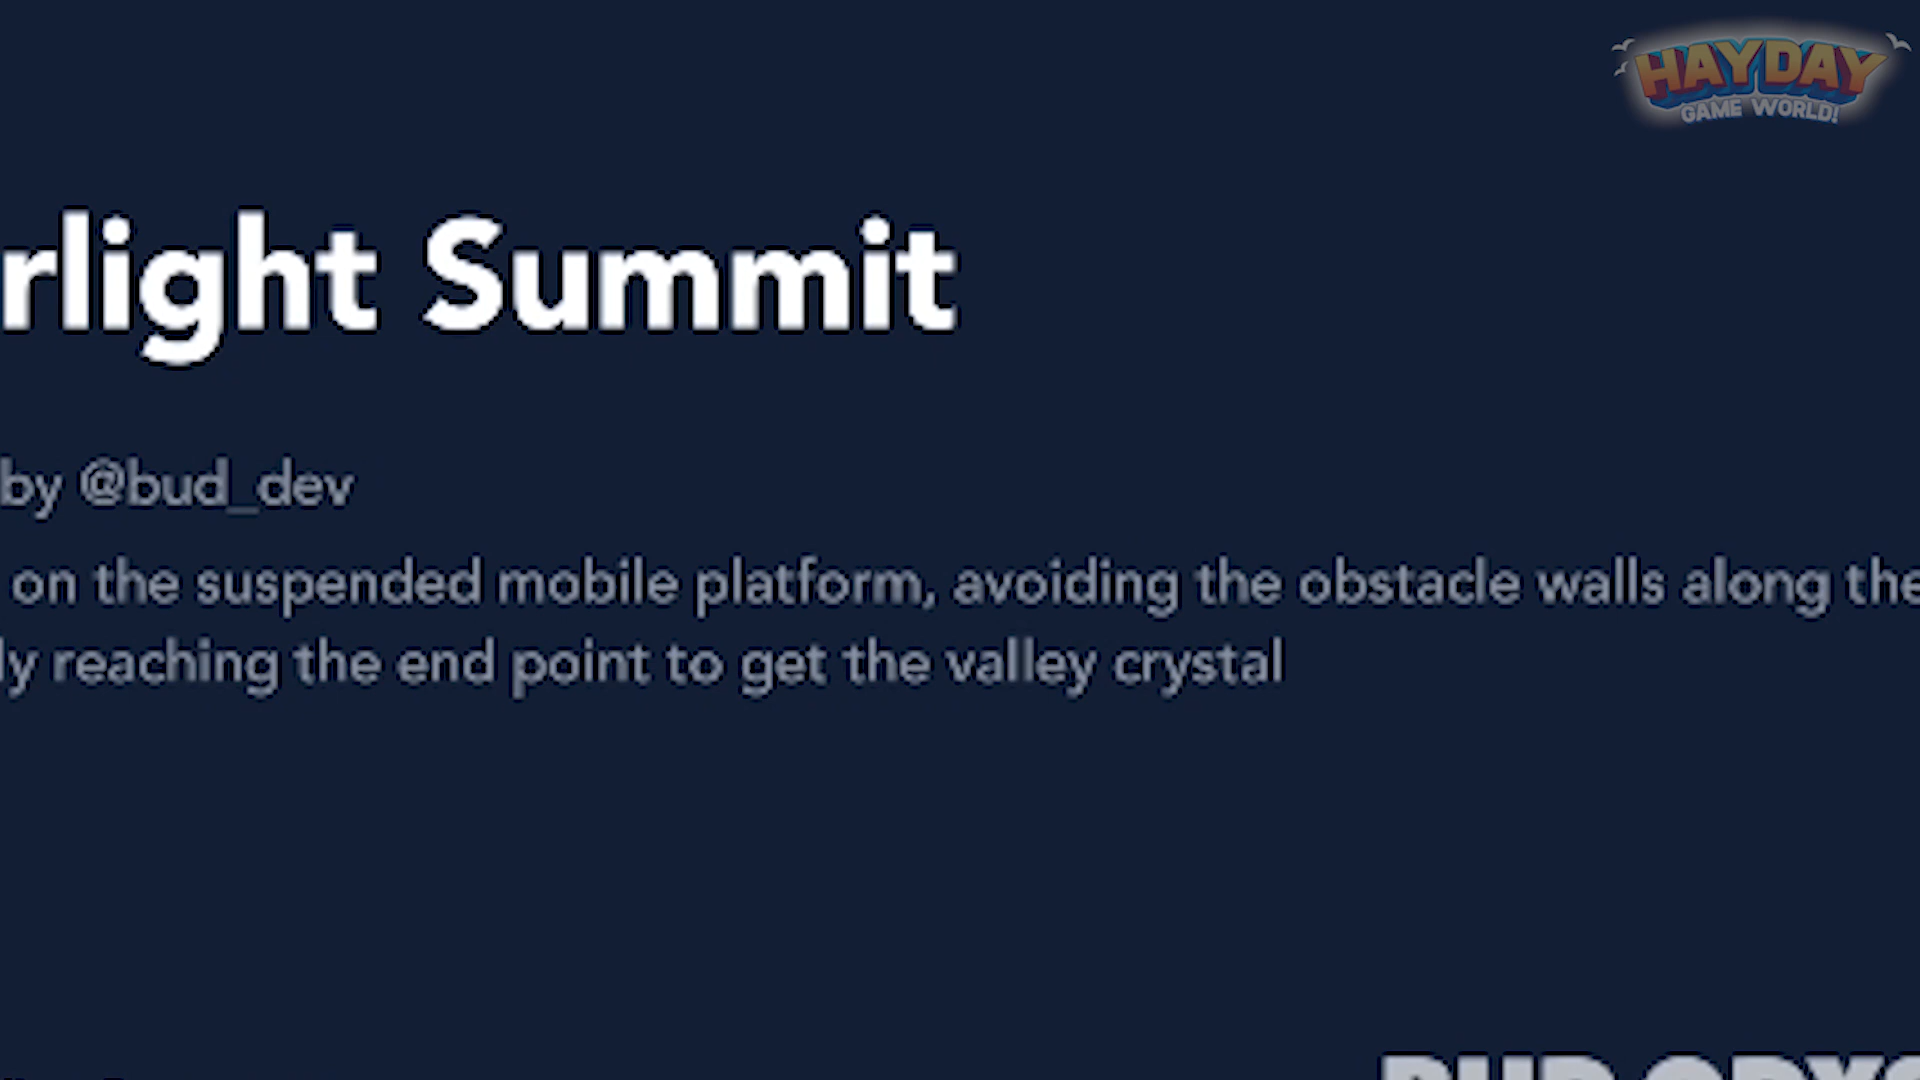 HAYDAY
GAME WORLD!
rlight Summit
by @bud_dev
on the suspended mobile platform, avoiding the obstacle walls along the
ly reaching the end point to get the valley crystal